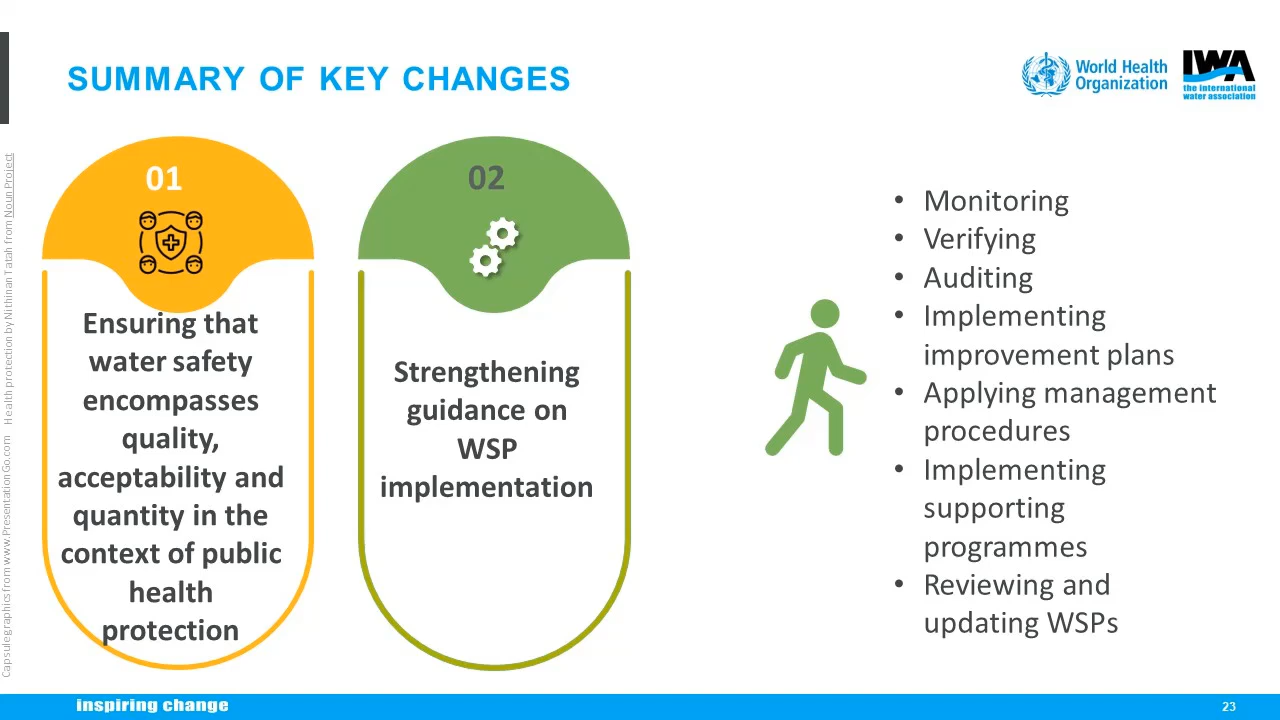 SUMMARY OF KEY CHANGES
World Health
Organization
IWA
the international
water association
01
Ensuring that
water safety
encompasses
quality,
acceptability and
quantity in the
context of public
health
protection
02
Strengthening
guidance on
WSP
implementation
• Monitoring
• Verifying
• Auditing
• Implementing
improvement plans
• Applying management
procedures
• Implementing
supporting
programmes
• Reviewing and
updating WSPs
Capsule graphics from www.PresentationGo.com Health protection by Nithinan Tatah from Noun Project
inspiring change
23